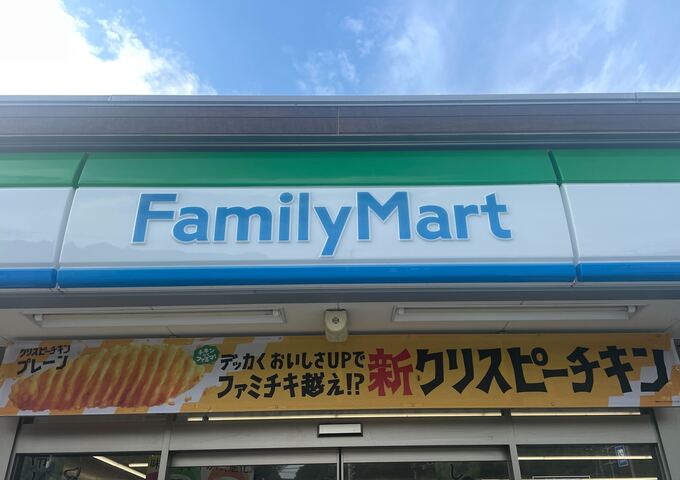 FamilyMart
クリスピーチキン
プレーン
デッカくおいしさUPで
ファミチキ越え!?
新クリスピーチキン